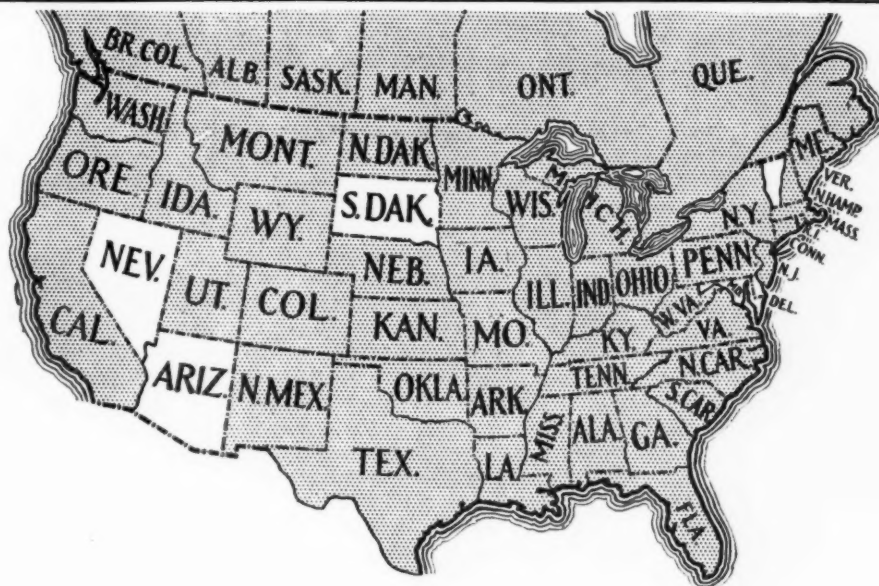 BR. COL.
ALB.
SASK.
MAN.
ONT.
QUE.
WASH.
MONT.
N. DAK.
MINN.
ME.
ORE.
IDA.
WY.
S. DAK.
WIS.
MICH.
N.Y.
VER.
N.HAMP
MASS.
R.I.
CONN.
N.J.
DEL.
NEV.
UT.
COL.
NEB.
IA.
ILL.
IND
OHIO
PENN
W.VA.
VA.
CAL.
ARIZ
N.MEX.
KAN.
MO.
KY.
TENN.
N.CAR.
S.CAR.
OKLA.
ARK.
TEX.
LA.
MISS
ALA.
GA.
FLA.